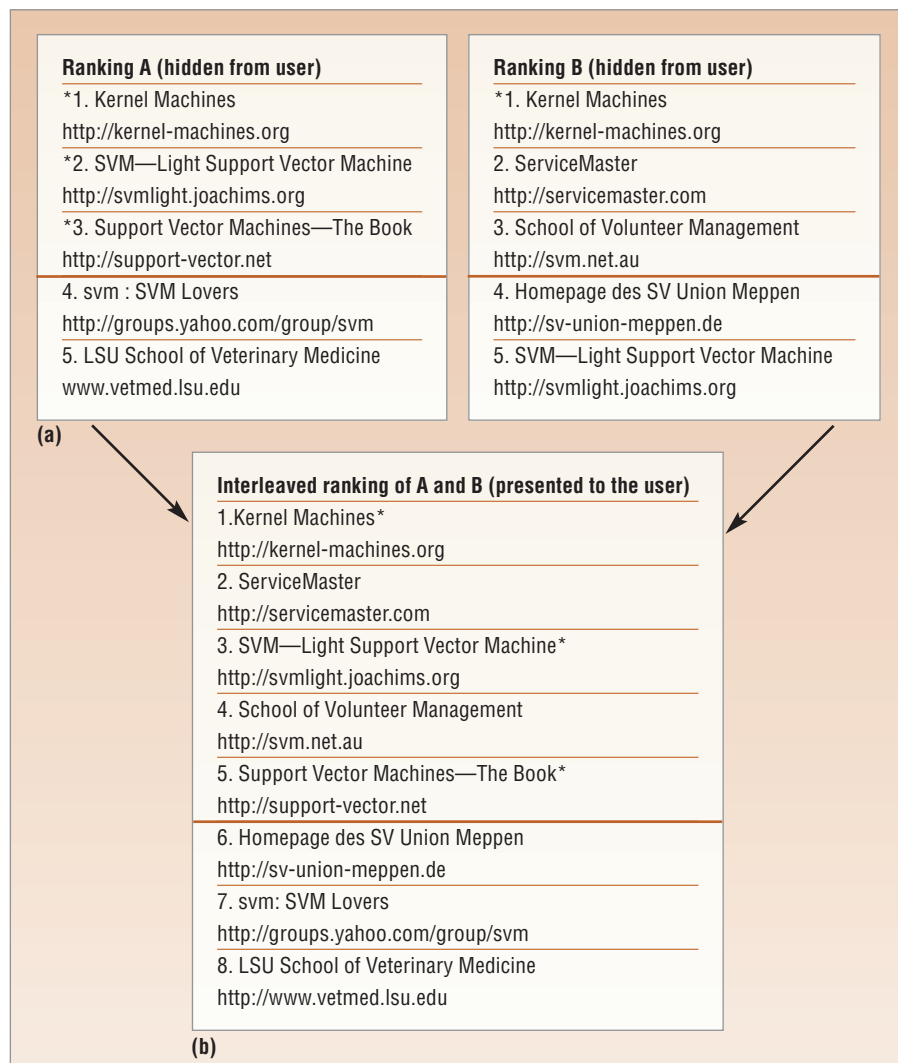 Ranking A (hidden from user)
*1. Kernel Machines
http://kernel-machines.org
*2. SVM—Light Support Vector Machine
http://svmlight.joachims.org
*3. Support Vector Machines—The Book
http://support-vector.net
4. svm : SVM Lovers
http://groups.yahoo.com/group/svm
5. LSU School of Veterinary Medicine
www.vetmed.lsu.edu
Ranking B (hidden from user)
*1. Kernel Machines
http://kernel-machines.org
2. ServiceMaster
http://servicemaster.com
3. School of Volunteer Management
http://svm.net.au
4. Homepage des SV Union Meppen
http://sv-union-meppen.de
5. SVM—Light Support Vector Machine
http://svmlight.joachims.org
(a)
Interleaved ranking of A and B (presented to the user)
1.Kernel Machines*
http://kernel-machines.org
2. ServiceMaster
http://servicemaster.com
3. SVM—Light Support Vector Machine*
http://svmlight.joachims.org
4. School of Volunteer Management
http://svm.net.au
5. Support Vector Machines—The Book*
http://support-vector.net
6. Homepage des SV Union Meppen
http://sv-union-meppen.de
7. svm: SVM Lovers
http://groups.yahoo.com/group/svm
8. LSU School of Veterinary Medicine
http://www.vetmed.lsu.edu
(b)